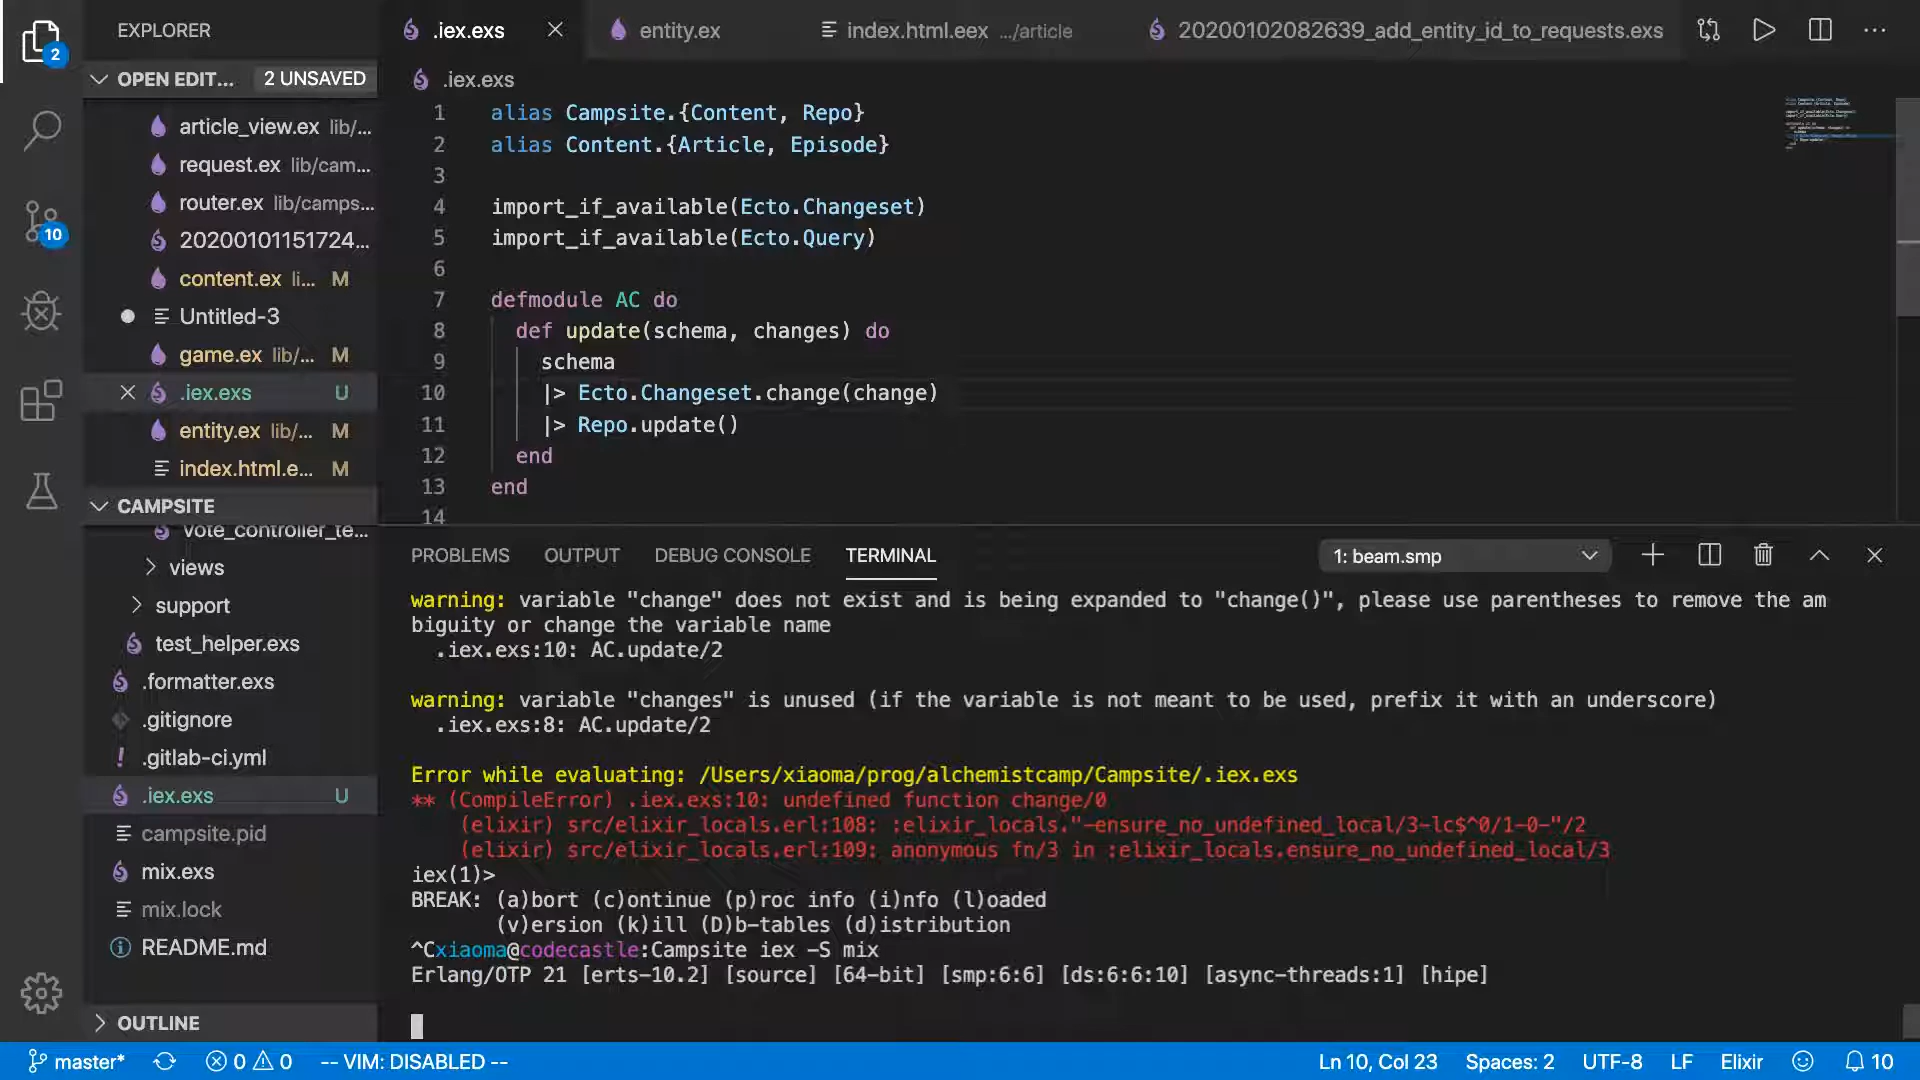 EXPLORER
.iex.exs
entity.ex
index.html.eex .../article
20200102082639_add_entity_id_to_requests.exs
2
OPEN EDIT... 2 UNSAVED
article_view.ex lib/...
request.ex lib/cam...
router.ex lib/camps...
20200101151724...
content.ex li... M
Untitled-3
game.ex lib/... M
.iex.exs U
entity.ex lib/... M
index.html.e... M
10
CAMPSITE
vote_controller_te...
views
support
test_helper.exs
.formatter.exs
.gitignore
.gitlab-ci.yml
.iex.exs U
campsite.pid
mix.exs
mix.lock
README.md
OUTLINE
.iex.exs
1 alias Campsite.{Content, Repo}
2 alias Content.{Article, Episode}
3
4 import_if_available(Ecto.Changeset)
5 import_if_available(Ecto.Query)
6
7 defmodule AC do
8 def update(schema, changes) do
9 schema
10 |> Ecto.Changeset.change(change)
11 |> Repo.update()
12 end
13 end
14
PROBLEMS OUTPUT DEBUG CONSOLE TERMINAL 1: beam.smp
warning: variable "change" does not exist and is being expanded to "change()", please use parentheses to remove the am
biguity or change the variable name
.iex.exs:10: AC.update/2
warning: variable "changes" is unused (if the variable is not meant to be used, prefix it with an underscore)
.iex.exs:8: AC.update/2
Error while evaluating: /Users/xiaoma/prog/alchemistcamp/Campsite/.iex.exs
** (CompileError) .iex.exs:10: undefined function change/0
(elixir) src/elixir_locals.erl:108: :elixir_locals."-ensure_no_undefined_local/3-lc$^0/1-0-"/2
(elixir) src/elixir_locals.erl:109: anonymous fn/3 in :elixir_locals.ensure_no_undefined_local/3
iex(1)>
BREAK: (a)bort (c)ontinue (p)roc info (i)nfo (l)oaded
(v)ersion (k)ill (D)b-tables (d)istribution
^Cxiaoma@codecastle:Campsite iex -S mix
Erlang/OTP 21 [erts-10.2] [source] [64-bit] [smp:6:6] [ds:6:6:10] [async-threads:1] [hipe]
master* 0 0 -- VIM: DISABLED -- Ln 10, Col 23 Spaces: 2 UTF-8 LF Elixir 10